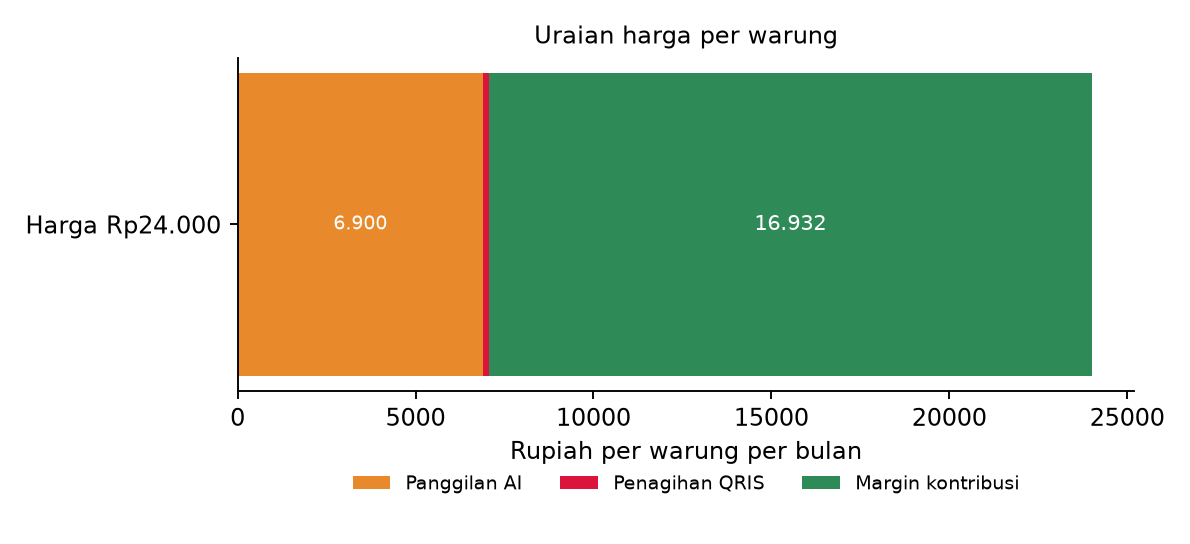 Uraian harga per warung
Harga Rp24.000
6.900
16.932
0 5000 10000 15000 20000 25000
Rupiah per warung per bulan
Panggilan AI Penagihan QRIS Margin kontribusi